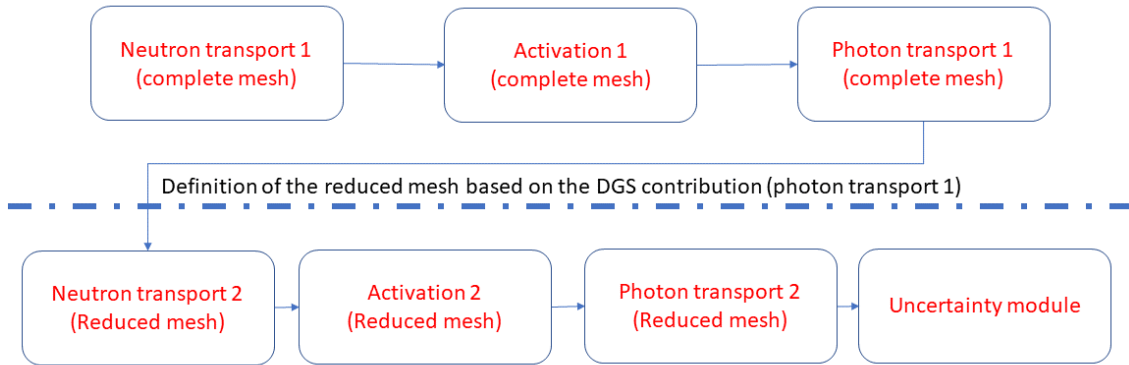 Neutron transport 1
(complete mesh)
Activation 1
(complete mesh)
Photon transport 1
(complete mesh)
Definition of the reduced mesh based on the DGS contribution (photon transport 1)
Neutron transport 2
(Reduced mesh)
Activation 2
(Reduced mesh)
Photon transport 2
(Reduced mesh)
Uncertainty module